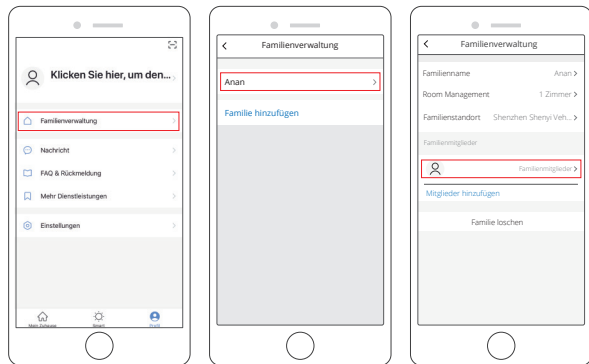 Klicken Sie hier, um den...
Familienverwaltung
Nachricht
FAQ & Rückmeldung
Mehr Dienstleistungen
Einstellungen
Mein Zuhause
Smart
Profil
Familienverwaltung
Anan
Familie hinzufügen
Familienverwaltung
Familienname Anan
Room Management 1 Zimmer
Familienstandort Shenzhen Shenyi Veh...
Familienmitglieder
Familienmitglieder
Mitglieder hinzufügen
Familie loschen